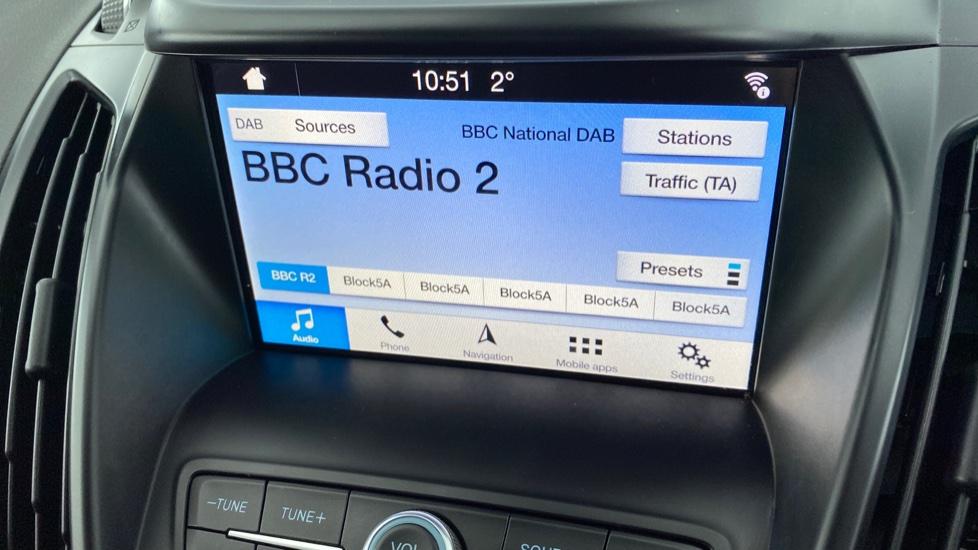 10:51 2°
DAB Sources
BBC National DAB
Stations
BBC Radio 2
Traffic (TA)
Presets
BBC R2 Block5A Block5A Block5A Block5A Block5A
Audio Phone Navigation Mobile apps Settings
-TUNE TUNE+ VOL